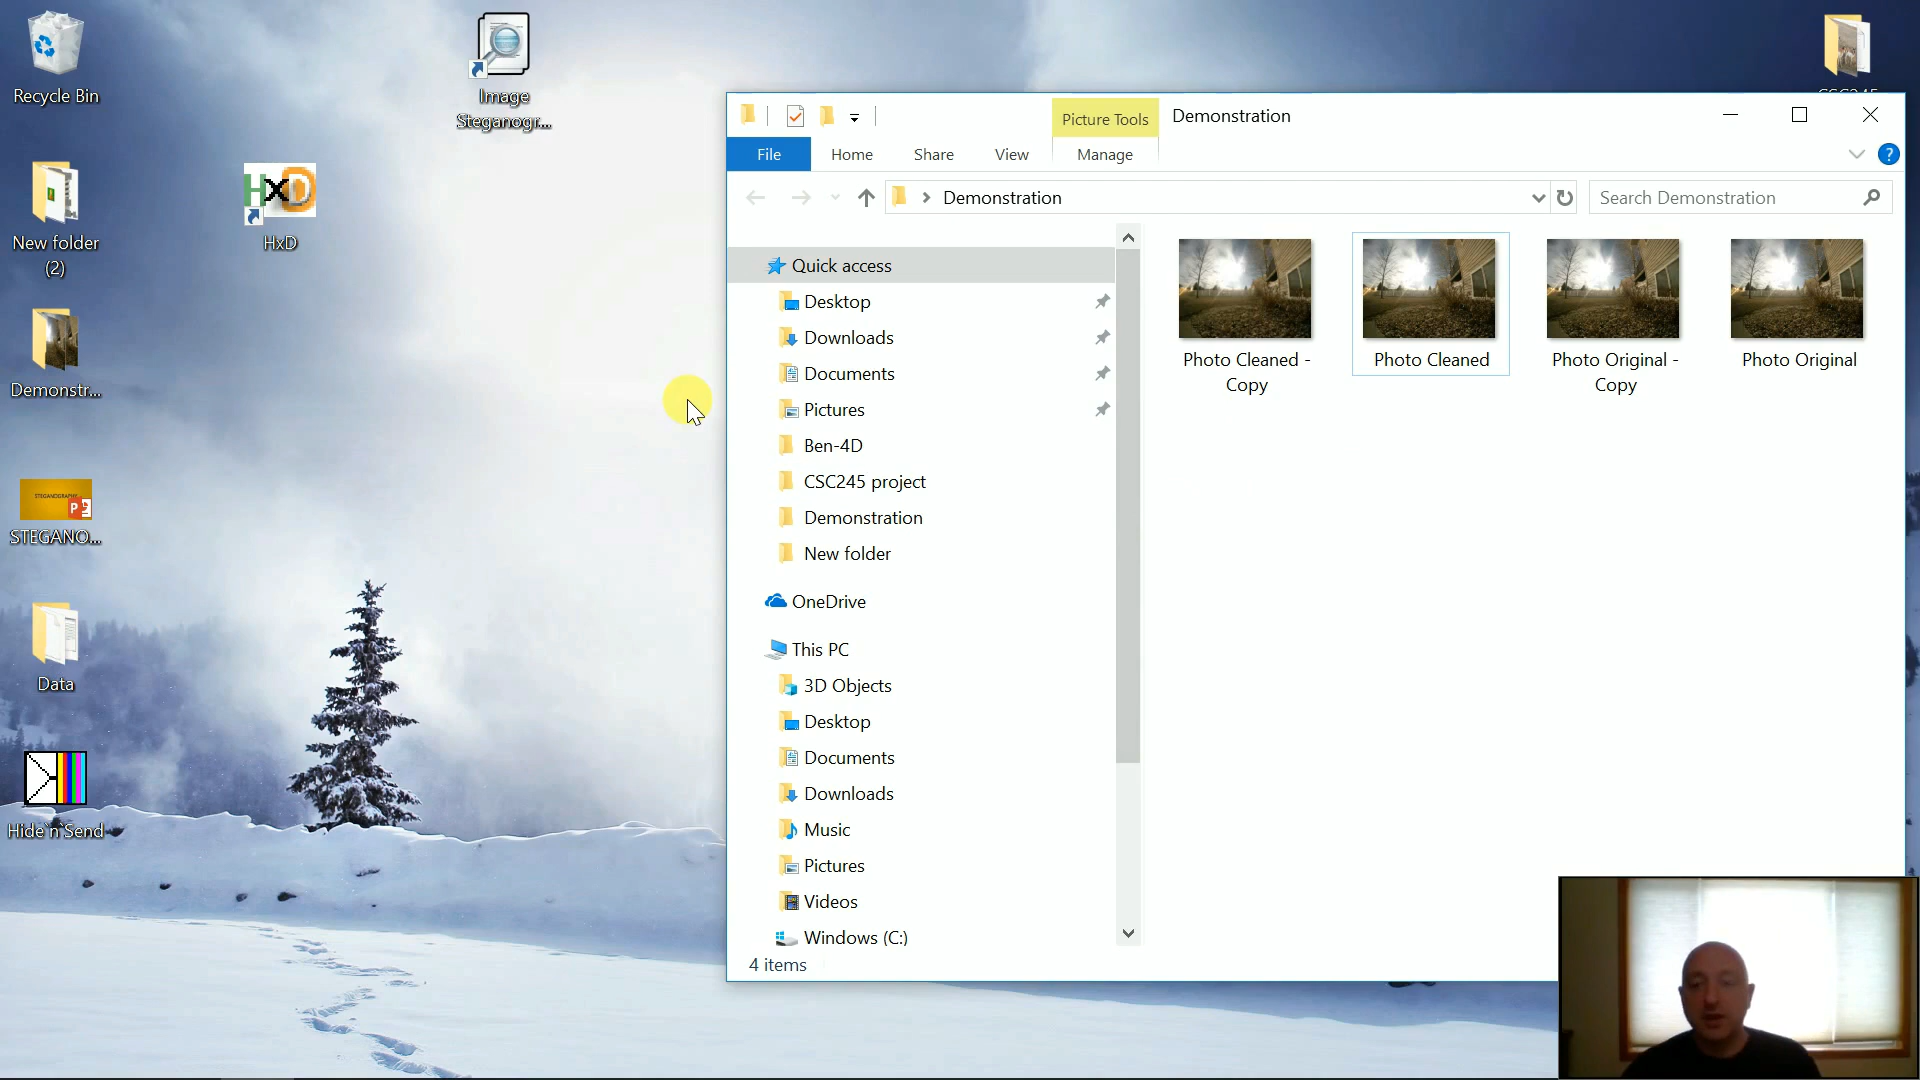 Recycle Bin
Image
Steganogr...
New folder
(2)
HxD
Demonstr...
STEGANOGRAPHY
STEGANO...
Data
Hide`n`Send
Picture Tools
Demonstration
File
Home
Share
View
Manage
Demonstration
Search Demonstration
Quick access
Desktop
Downloads
Documents
Pictures
Ben-4D
CSC245 project
Demonstration
New folder
OneDrive
This PC
3D Objects
Desktop
Documents
Downloads
Music
Pictures
Videos
Windows (C:)
4 items
Photo Cleaned -
Copy
Photo Cleaned
Photo Original -
Copy
Photo Original